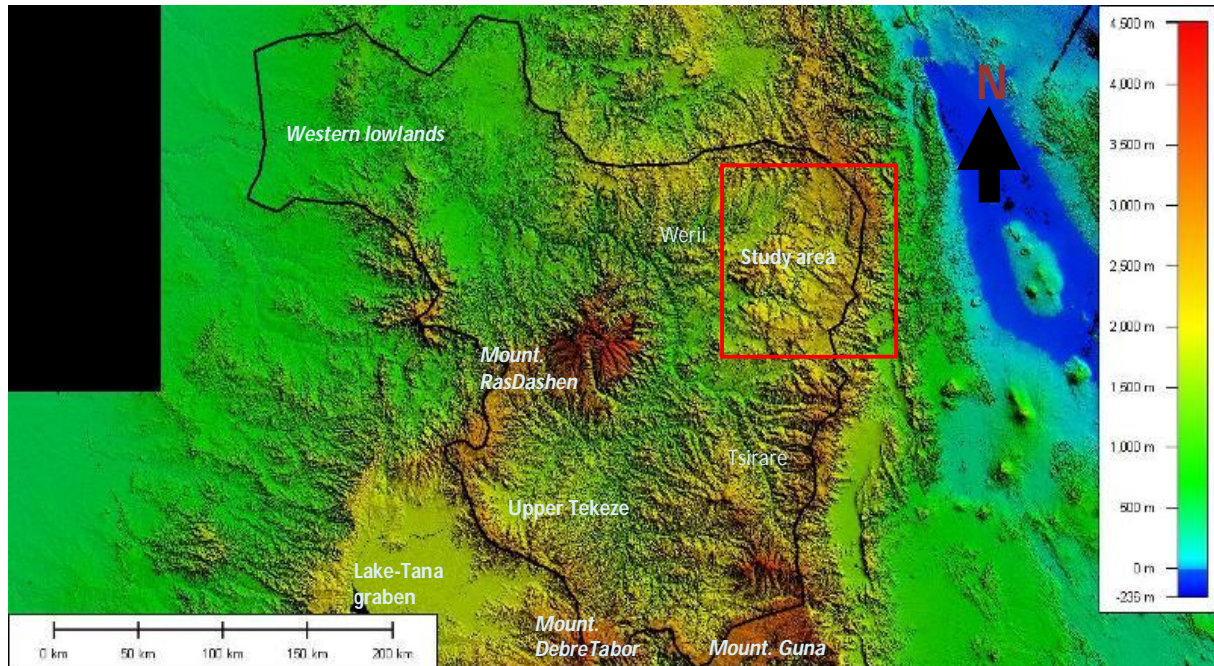 4,500 m
4,000 m
3,500 m
3,000 m
2,500 m
2,000 m
1,500 m
1,000 m
500 m
0 m
-236 m
N
Western lowlands
Werii
Study area
Mount.
RasDashen
Tsirare
Upper Tekeze
Lake-Tana
graben
Mount.
DebreTabor
Mount. Guna
0 km
50 km
100 km
150 km
200 km